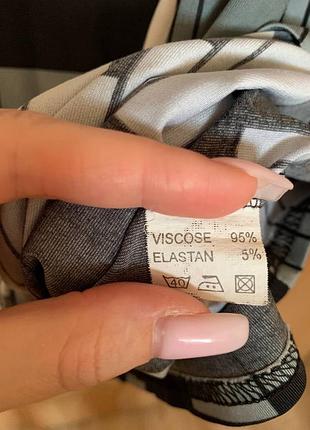 VISCOSE 95%
ELASTAN 5%
40